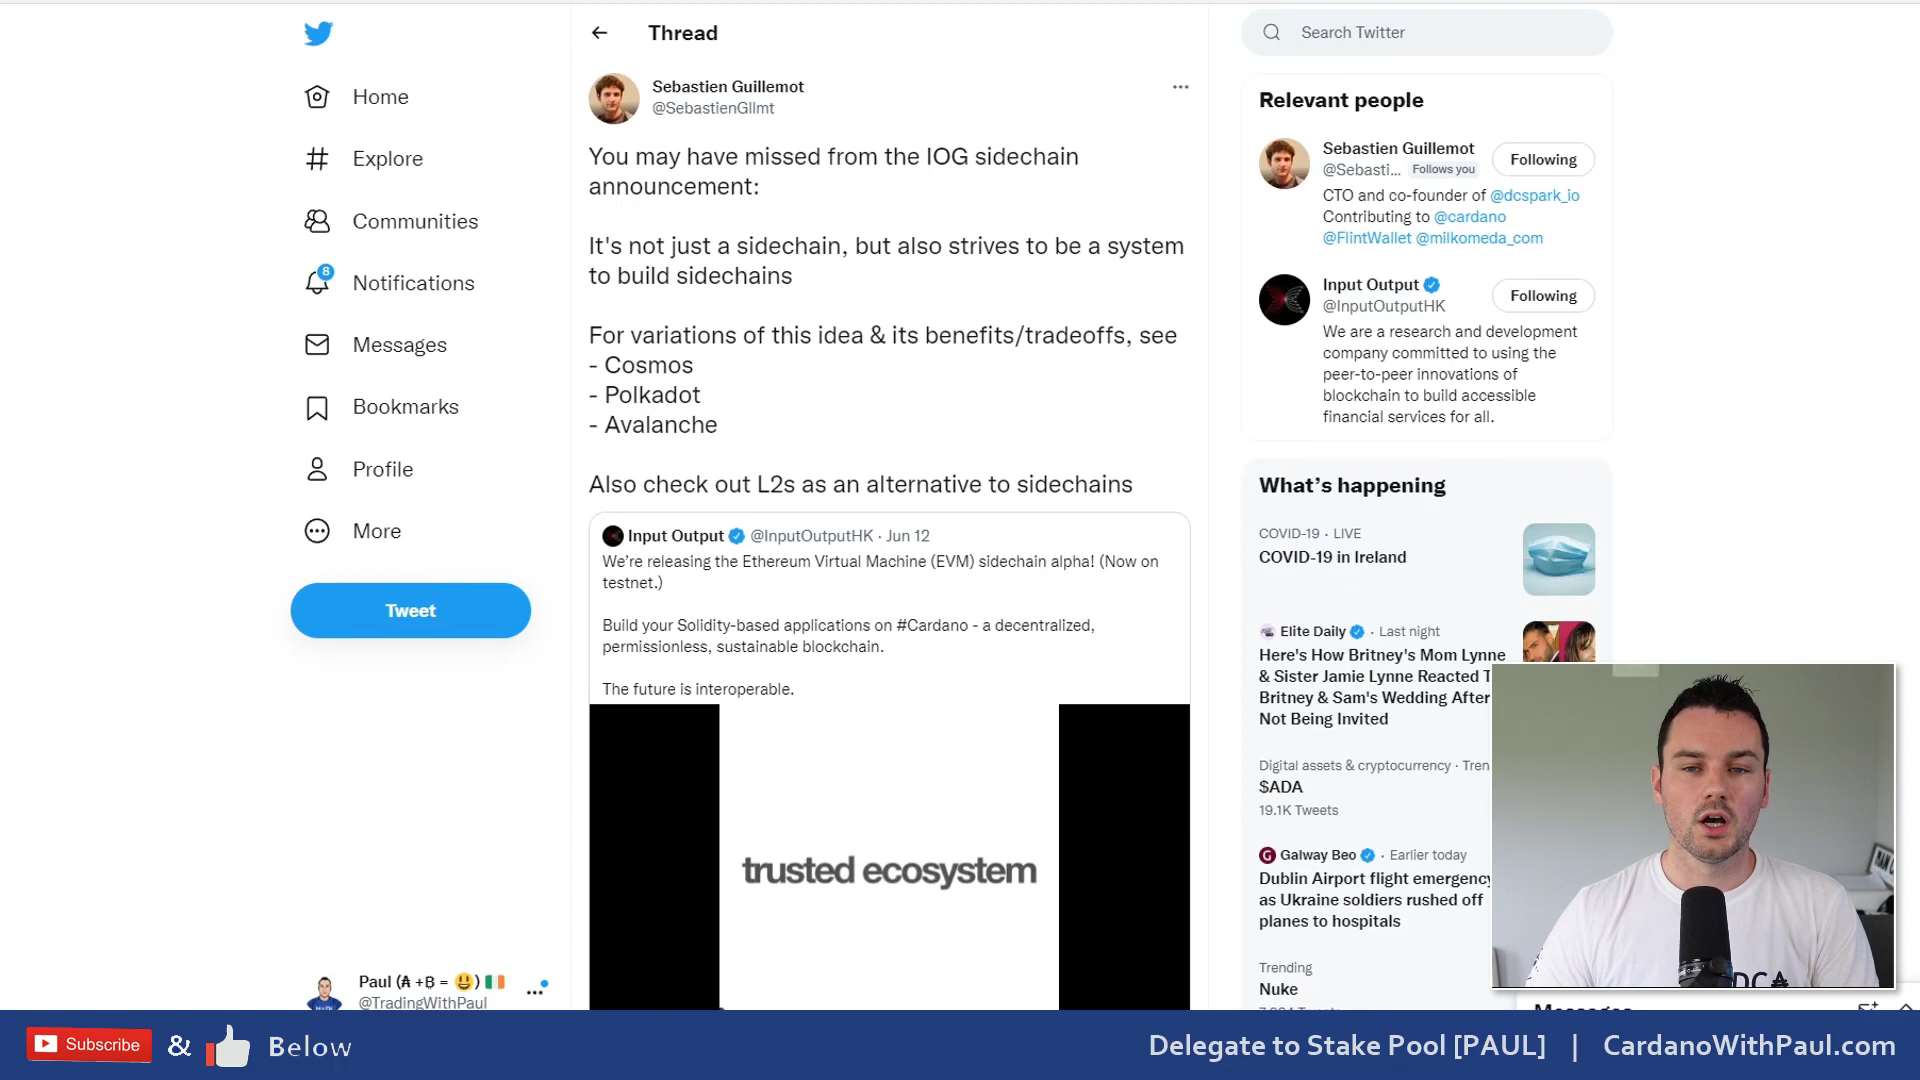 Home
Explore
Communities
8
Notifications
Messages
Bookmarks
Profile
More
Tweet
Paul (₳ +₿ = 😃) 🇮🇪
@TradingWithPaul
Thread
Sebastien Guillemot
@SebastienGllmt
You may have missed from the IOG sidechain
announcement:
It's not just a sidechain, but also strives to be a system
to build sidechains
For variations of this idea & its benefits/tradeoffs, see
- Cosmos
- Polkadot
- Avalanche
Also check out L2s as an alternative to sidechains
Input Output @InputOutputHK · Jun 12
We're releasing the Ethereum Virtual Machine (EVM) sidechain alpha! (Now on
testnet.)
Build your Solidity-based applications on #Cardano - a decentralized,
permissionless, sustainable blockchain.
The future is interoperable.
trusted ecosystem
Search Twitter
Relevant people
Sebastien Guillemot
@Sebasti... Follows you
Following
CTO and co-founder of @dcspark_io
Contributing to @cardano
@FlintWallet @milkomeda_com
Input Output
@InputOutputHK
Following
We are a research and development
company committed to using the
peer-to-peer innovations of
blockchain to build accessible
financial services for all.
What's happening
COVID-19 · LIVE
COVID-19 in Ireland
Elite Daily · Last night
Here's How Britney's Mom Lynne
& Sister Jamie Lynne Reacted T
Britney & Sam's Wedding After
Not Being Invited
Digital assets & cryptocurrency · Tren
$ADA
19.1K Tweets
Galway Beo · Earlier today
Dublin Airport flight emergency
as Ukraine soldiers rushed off
planes to hospitals
Trending
Nuke
Subscribe & Below
Delegate to Stake Pool [PAUL] | CardanoWithPaul.com